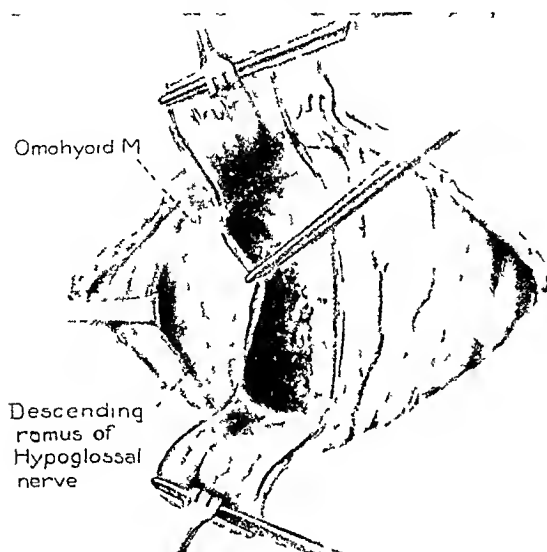 Omohyoid M
Descending
ramus of
Hypoglossal
nerve